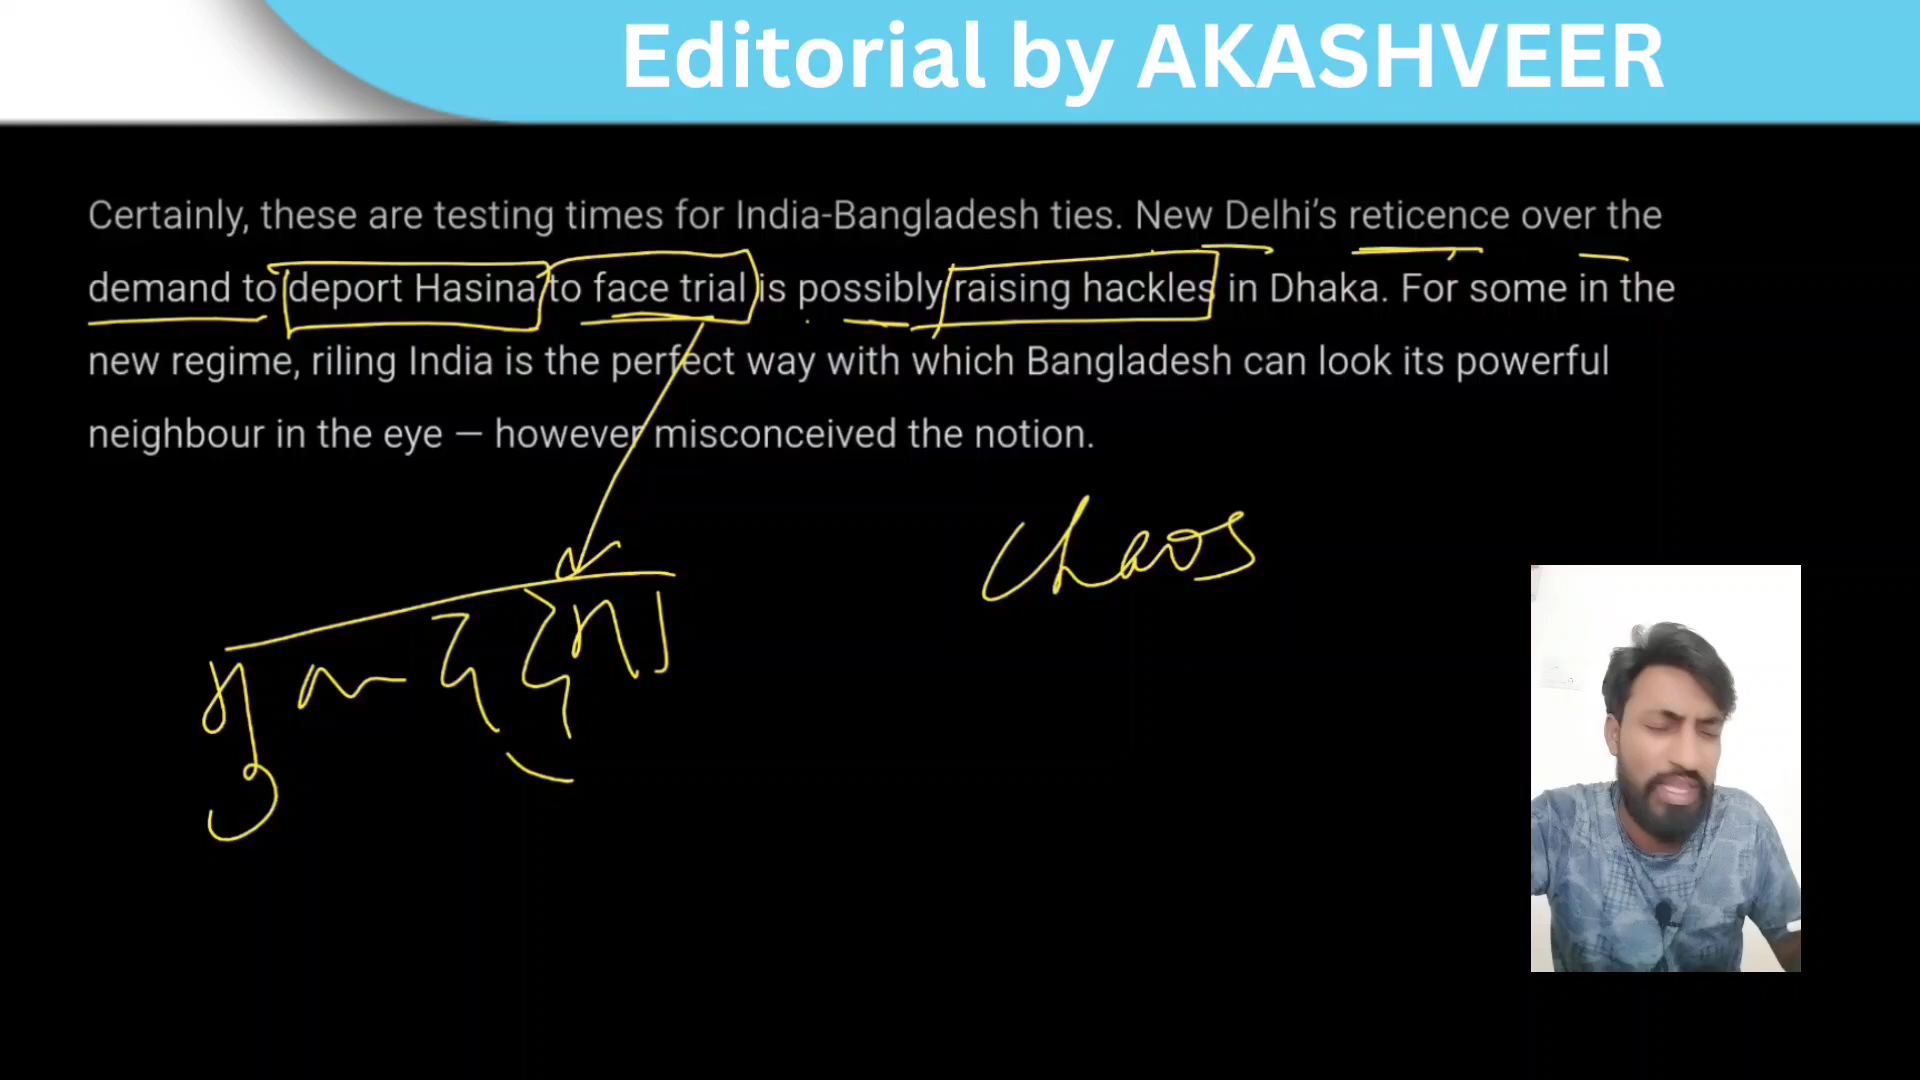 Editorial by AKASHVEER
Certainly, these are testing times for India-Bangladesh ties. New Delhi’s reticence over the
demand to deport Hasina to face trial is possibly raising hackles in Dhaka. For some in the
new regime, riling India is the perfect way with which Bangladesh can look its powerful
neighbour in the eye — however misconceived the notion.
chaos